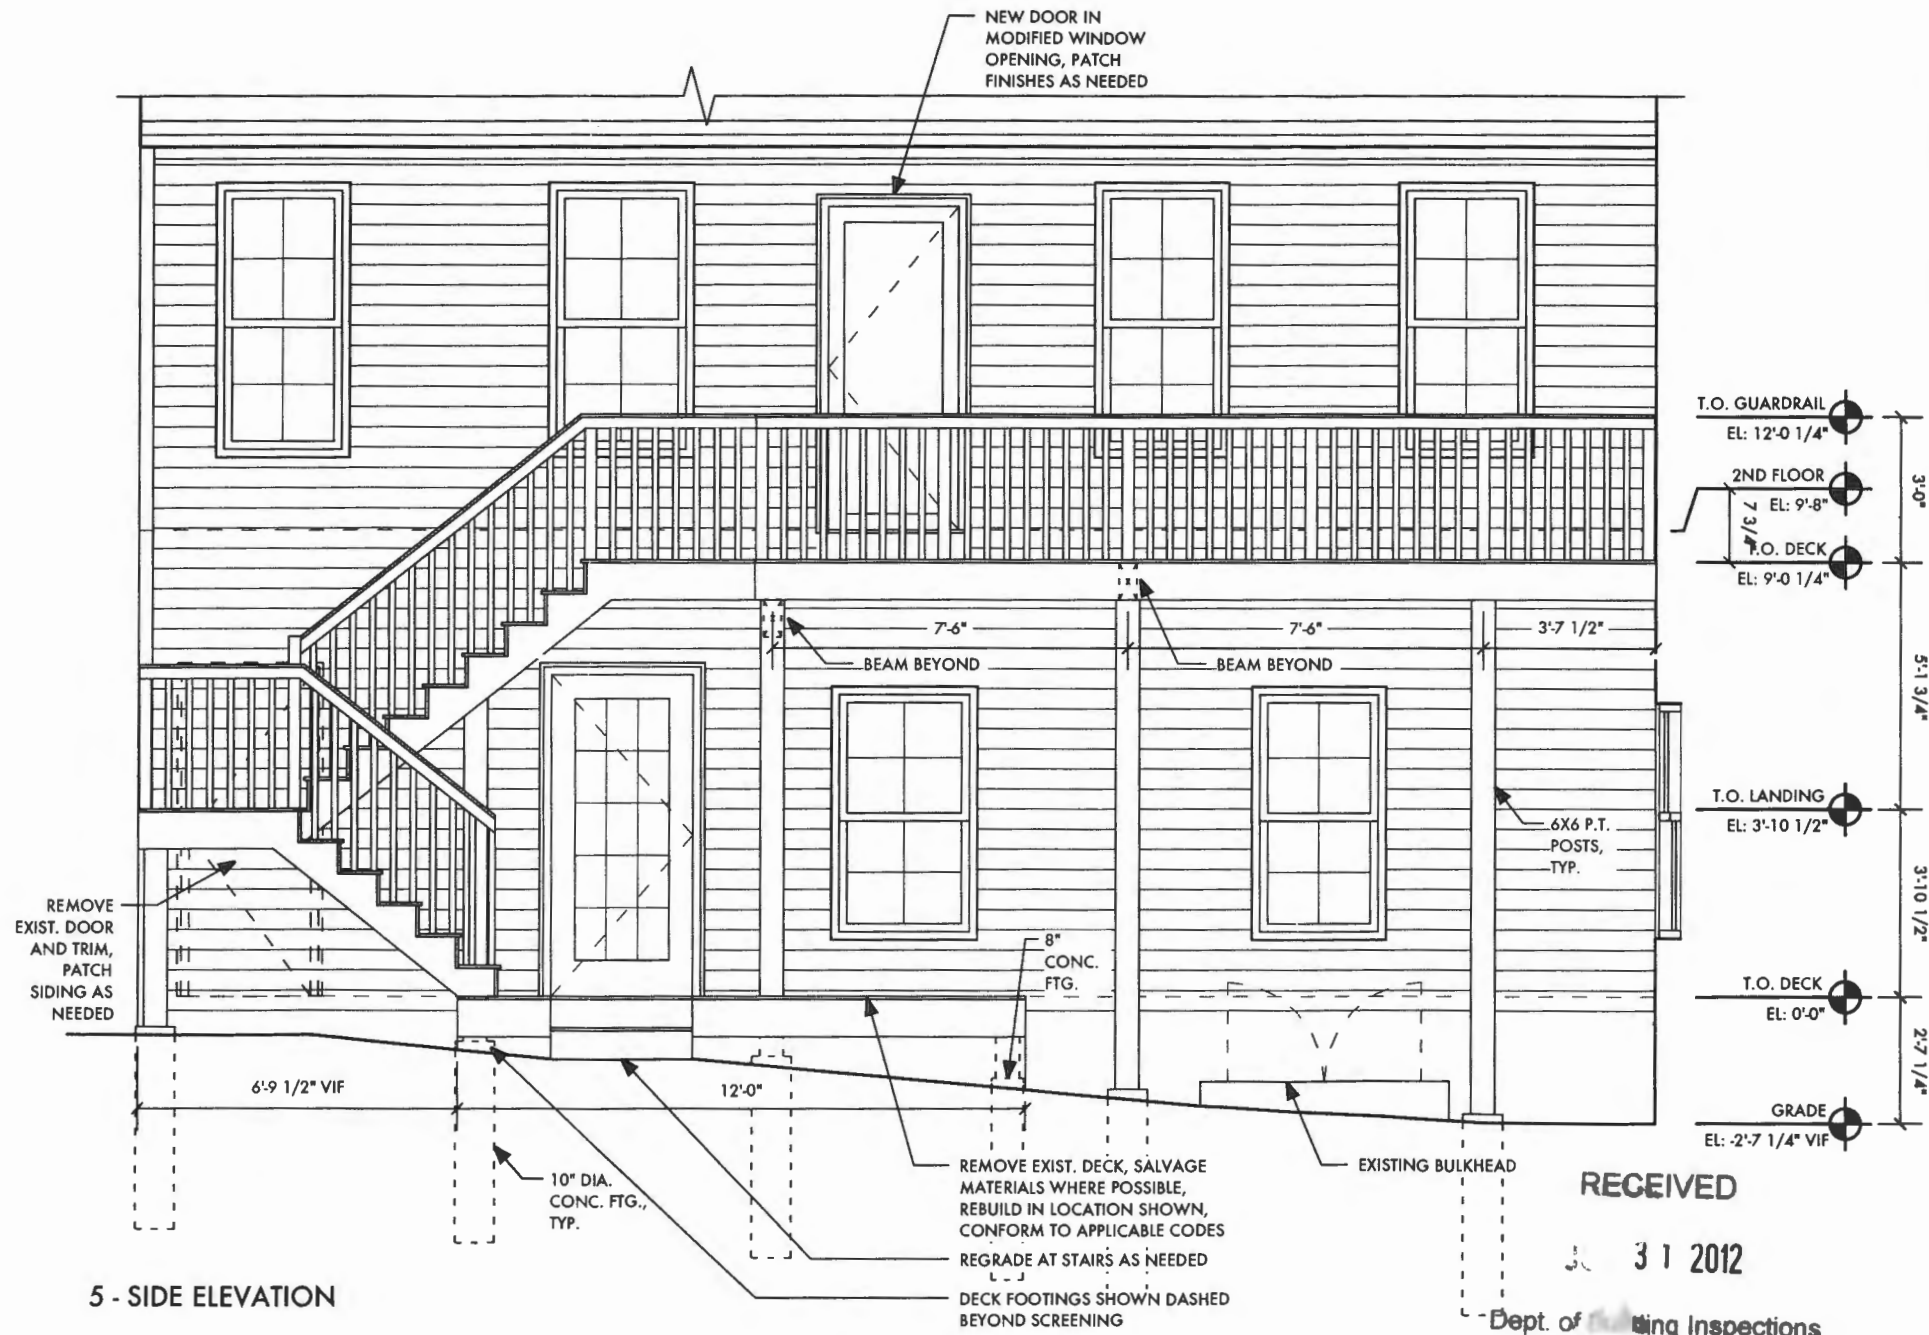 NEW DOOR IN
MODIFIED WINDOW
OPENING, PATCH
FINISHES AS NEEDED
T.O. GUARDRAIL
EL: 12'-0 1/4"
2ND FLOOR
EL: 9'-8"
T.O. DECK
EL: 9'-0 1/4"
3'-0"
7 3/4"
7'-6"
7'-6"
3'-7 1/2"
BEAM BEYOND
BEAM BEYOND
5'-1 3/4"
T.O. LANDING
EL: 3'-10 1/2"
6X6 P.T.
POSTS,
TYP.
3'-10 1/2"
REMOVE
EXIST. DOOR
AND TRIM,
PATCH
SIDING AS
NEEDED
8"
CONC.
FTG.
T.O. DECK
EL: 0'-0"
2'-7 1/4"
6'-9 1/2" VIF
12'-0"
GRADE
EL: -2'-7 1/4" VIF
10" DIA.
CONC. FTG.,
TYP.
REMOVE EXIST. DECK, SALVAGE
MATERIALS WHERE POSSIBLE,
REBUILD IN LOCATION SHOWN,
CONFORM TO APPLICABLE CODES
EXISTING BULKHEAD
REGRADE AT STAIRS AS NEEDED
DECK FOOTINGS SHOWN DASHED
BEYOND SCREENING
5 - SIDE ELEVATION
RECEIVED
31 2012
Dept. of Inspections